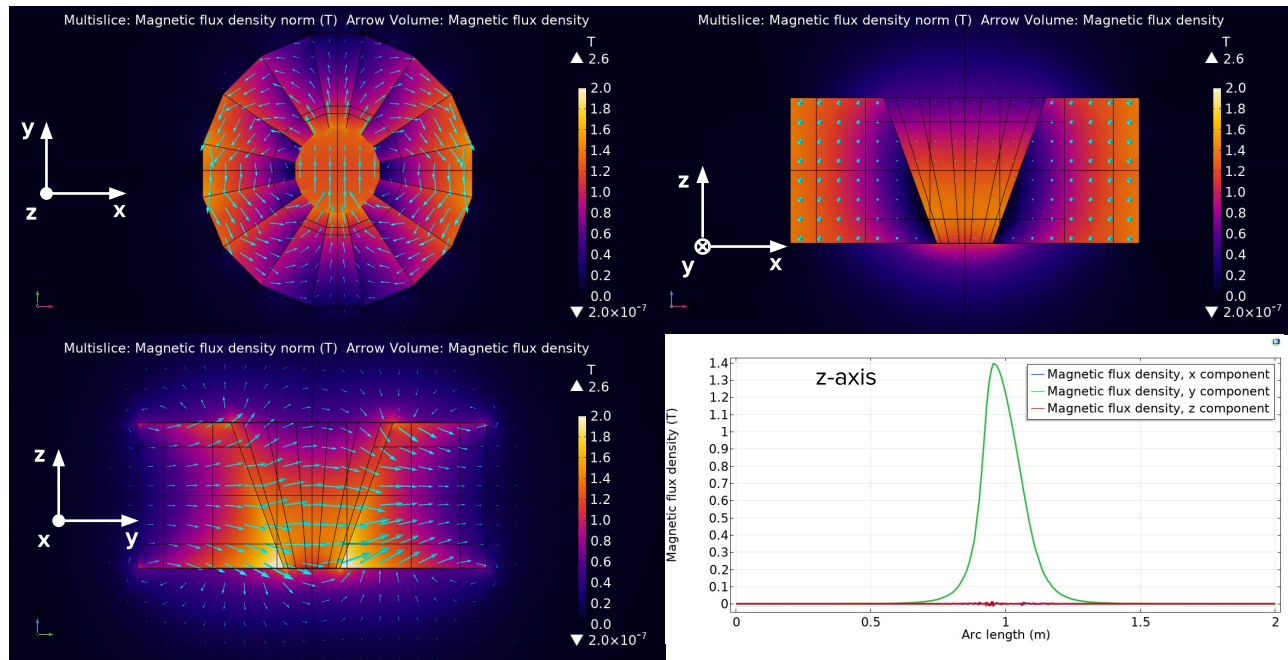 Multislice: Magnetic flux density norm (T)  Arrow Volume: Magnetic flux density
T
2.6
2.0
1.8
1.6
1.4
1.2
1.0
0.8
0.6
0.4
0.2
0.0
2.0×10⁻⁷
y
z
x
Multislice: Magnetic flux density norm (T)  Arrow Volume: Magnetic flux density
T
2.6
2.0
1.8
1.6
1.4
1.2
1.0
0.8
0.6
0.4
0.2
0.0
2.0×10⁻⁷
z
y
x
Multislice: Magnetic flux density norm (T)  Arrow Volume: Magnetic flux density
T
2.6
2.0
1.8
1.6
1.4
1.2
1.0
0.8
0.6
0.4
0.2
0.0
2.0×10⁻⁷
z
x
y
z-axis
Magnetic flux density, x component
Magnetic flux density, y component
Magnetic flux density, z component
Magnetic flux density (T)
1.4
1.3
1.2
1.1
1
0.9
0.8
0.7
0.6
0.5
0.4
0.3
0.2
0.1
0
0 0.5 1 1.5 2
Arc length (m)